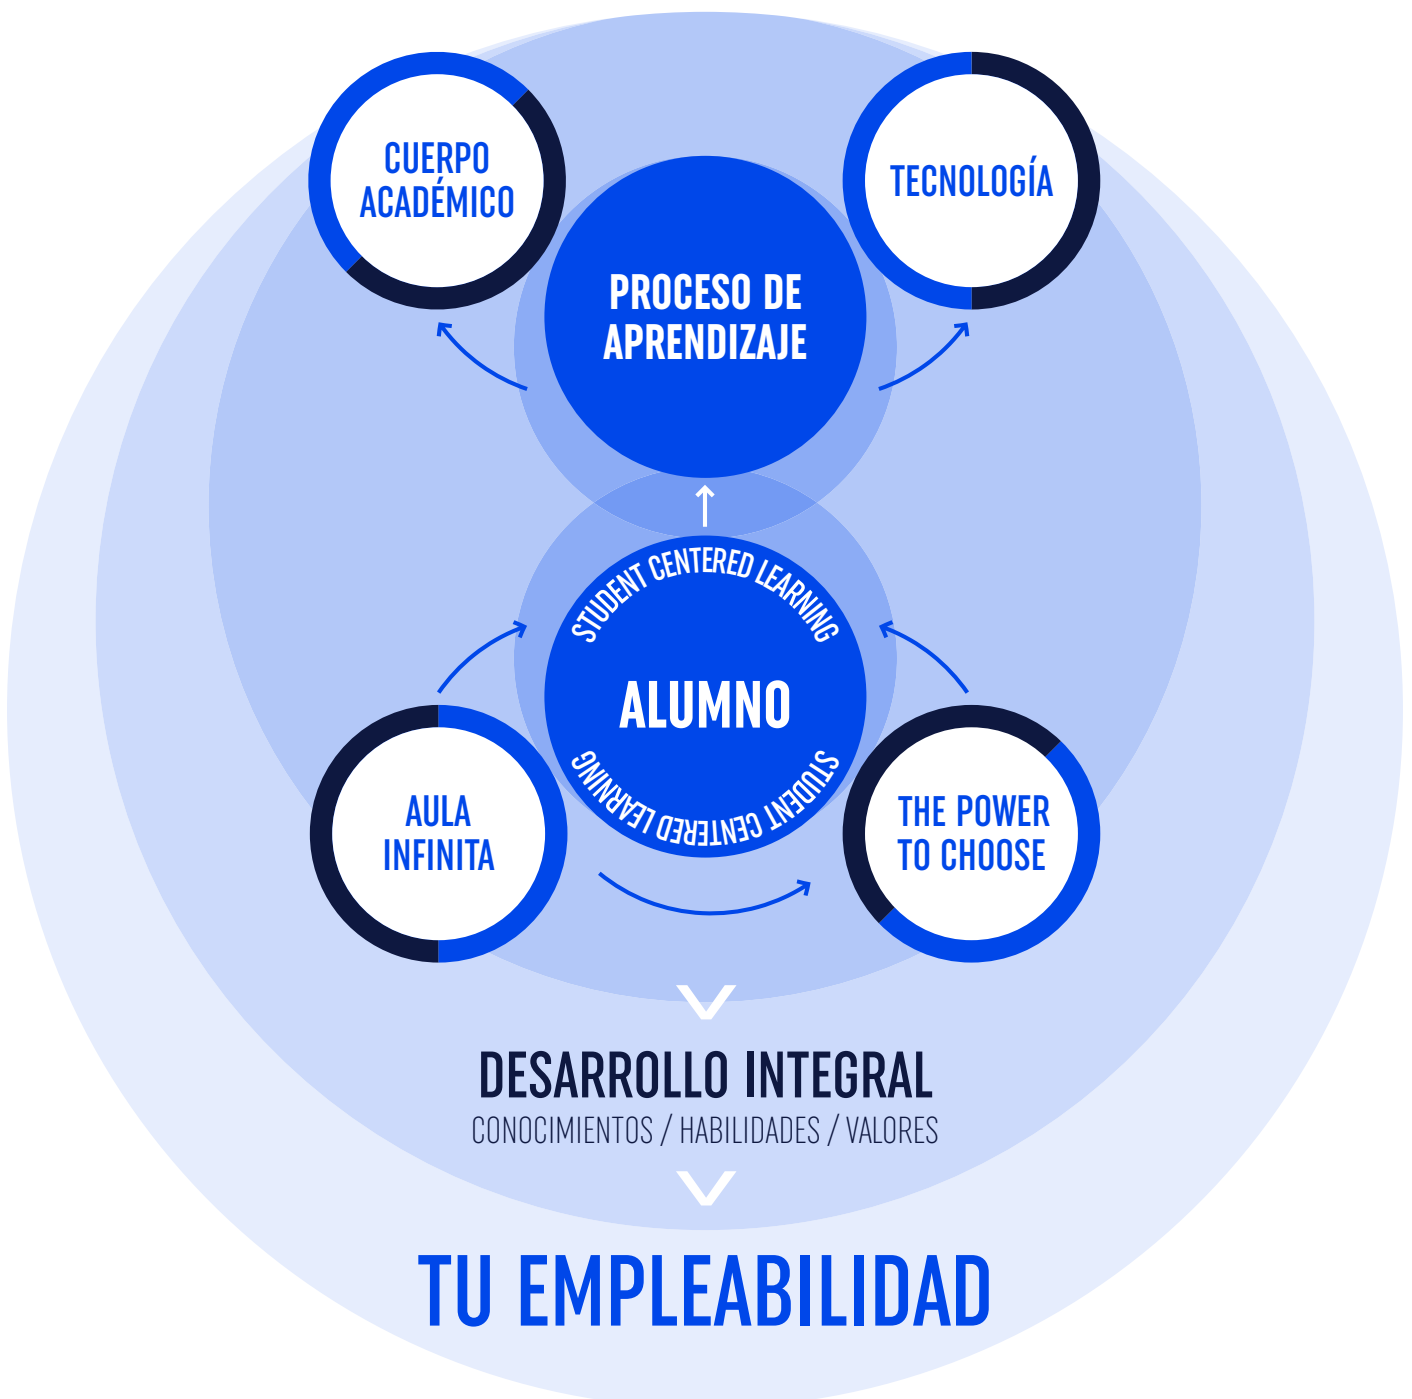 CUERPO
ACADÉMICO
TECNOLOGÍA
PROCESO DE
APRENDIZAJE
STUDENT CENTERED LEARNING
ALUMNO
STUDENT CENTERED LEARNING
AULA
INFINITA
THE POWER
TO CHOOSE
DESARROLLO INTEGRAL
CONOCIMIENTOS / HABILIDADES / VALORES
TU EMPLEABILIDAD